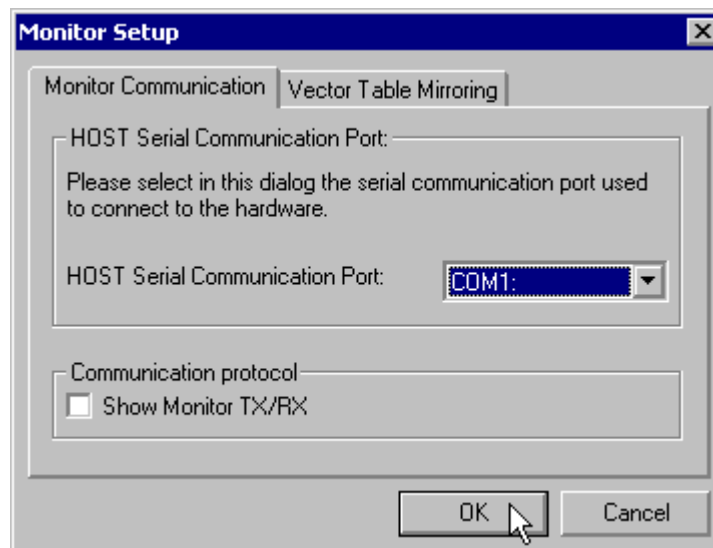 Monitor Setup
Monitor Communication
Vector Table Mirroring
HOST Serial Communication Port:
Please select in this dialog the serial communication port used
to connect to the hardware.
HOST Serial Communication Port:
COM1:
Communication protocol
Show Monitor TX/RX
OK
Cancel